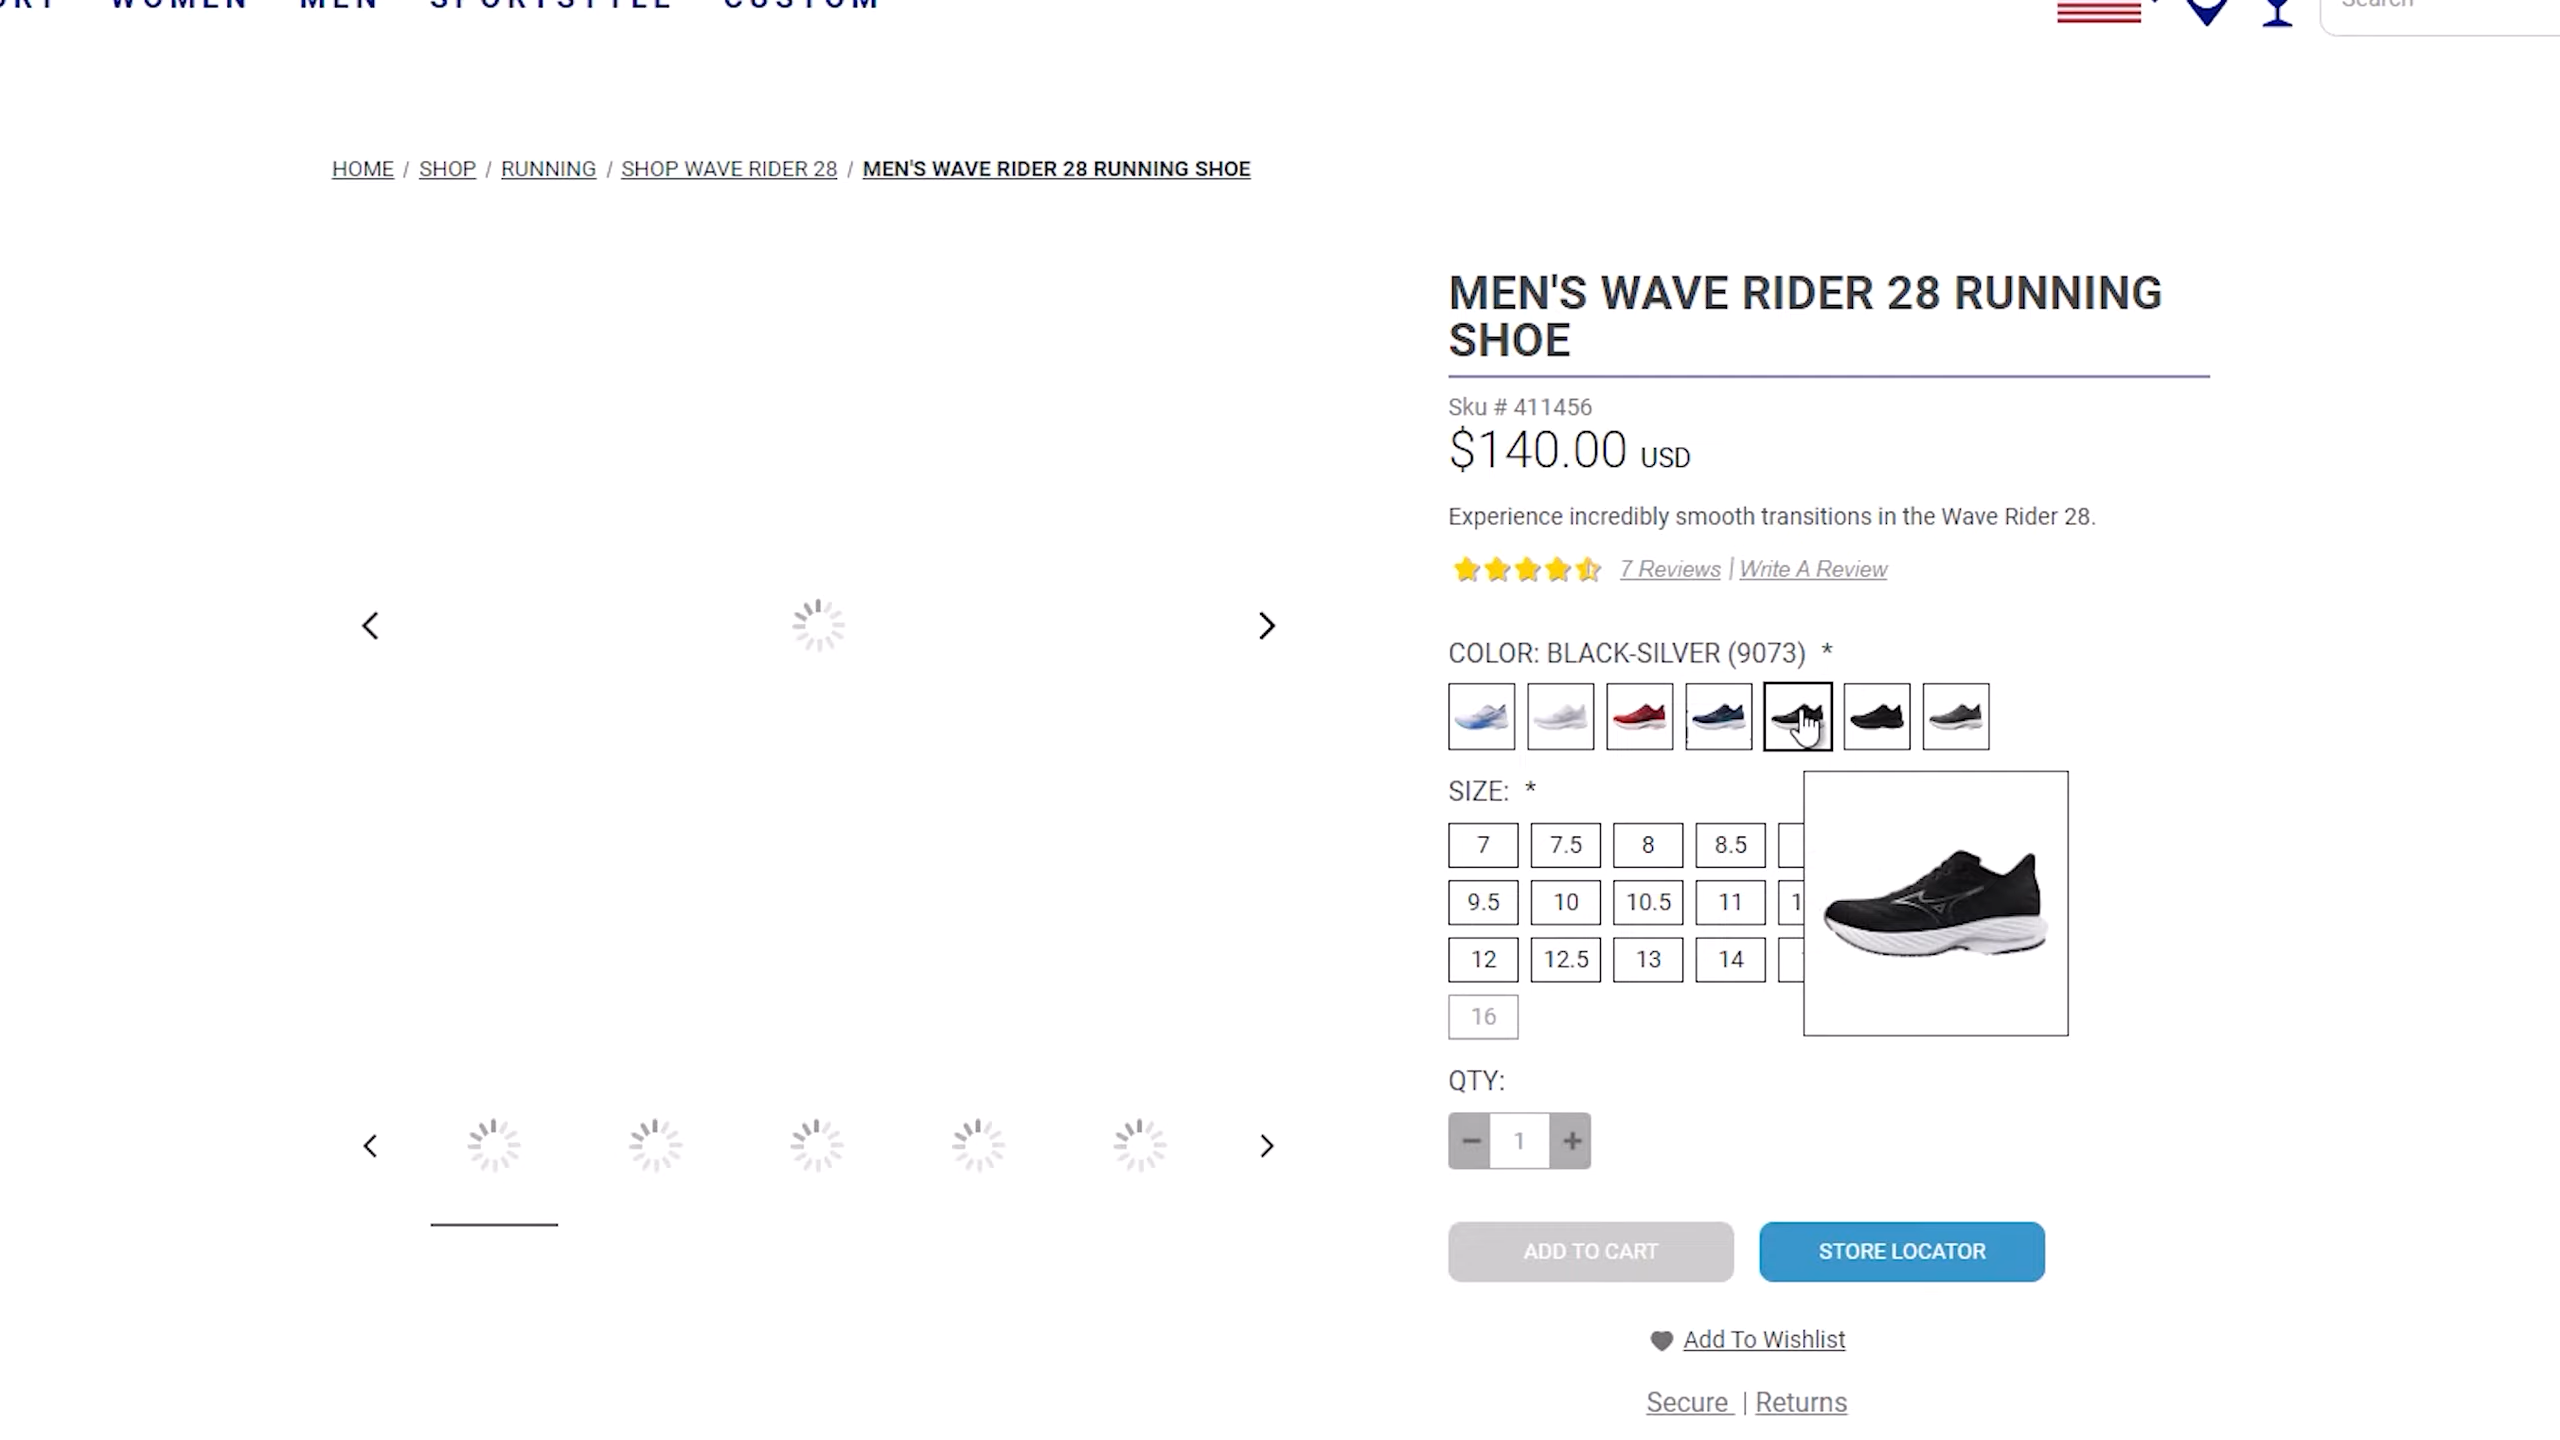 WOMEN MEN SPORTSTYLE CUSTOM
Search
HOME / SHOP / RUNNING / SHOP WAVE RIDER 28 / MEN'S WAVE RIDER 28 RUNNING SHOE
MEN'S WAVE RIDER 28 RUNNING
SHOE
Sku # 411456
$140.00 USD
Experience incredibly smooth transitions in the Wave Rider 28.
7 Reviews | Write A Review
COLOR: BLACK-SILVER (9073) *
SIZE: *
7 7.5 8 8.5
9.5 10 10.5 11
12 12.5 13 14
16
QTY:
1
ADD TO CART STORE LOCATOR
Add To Wishlist
Secure | Returns